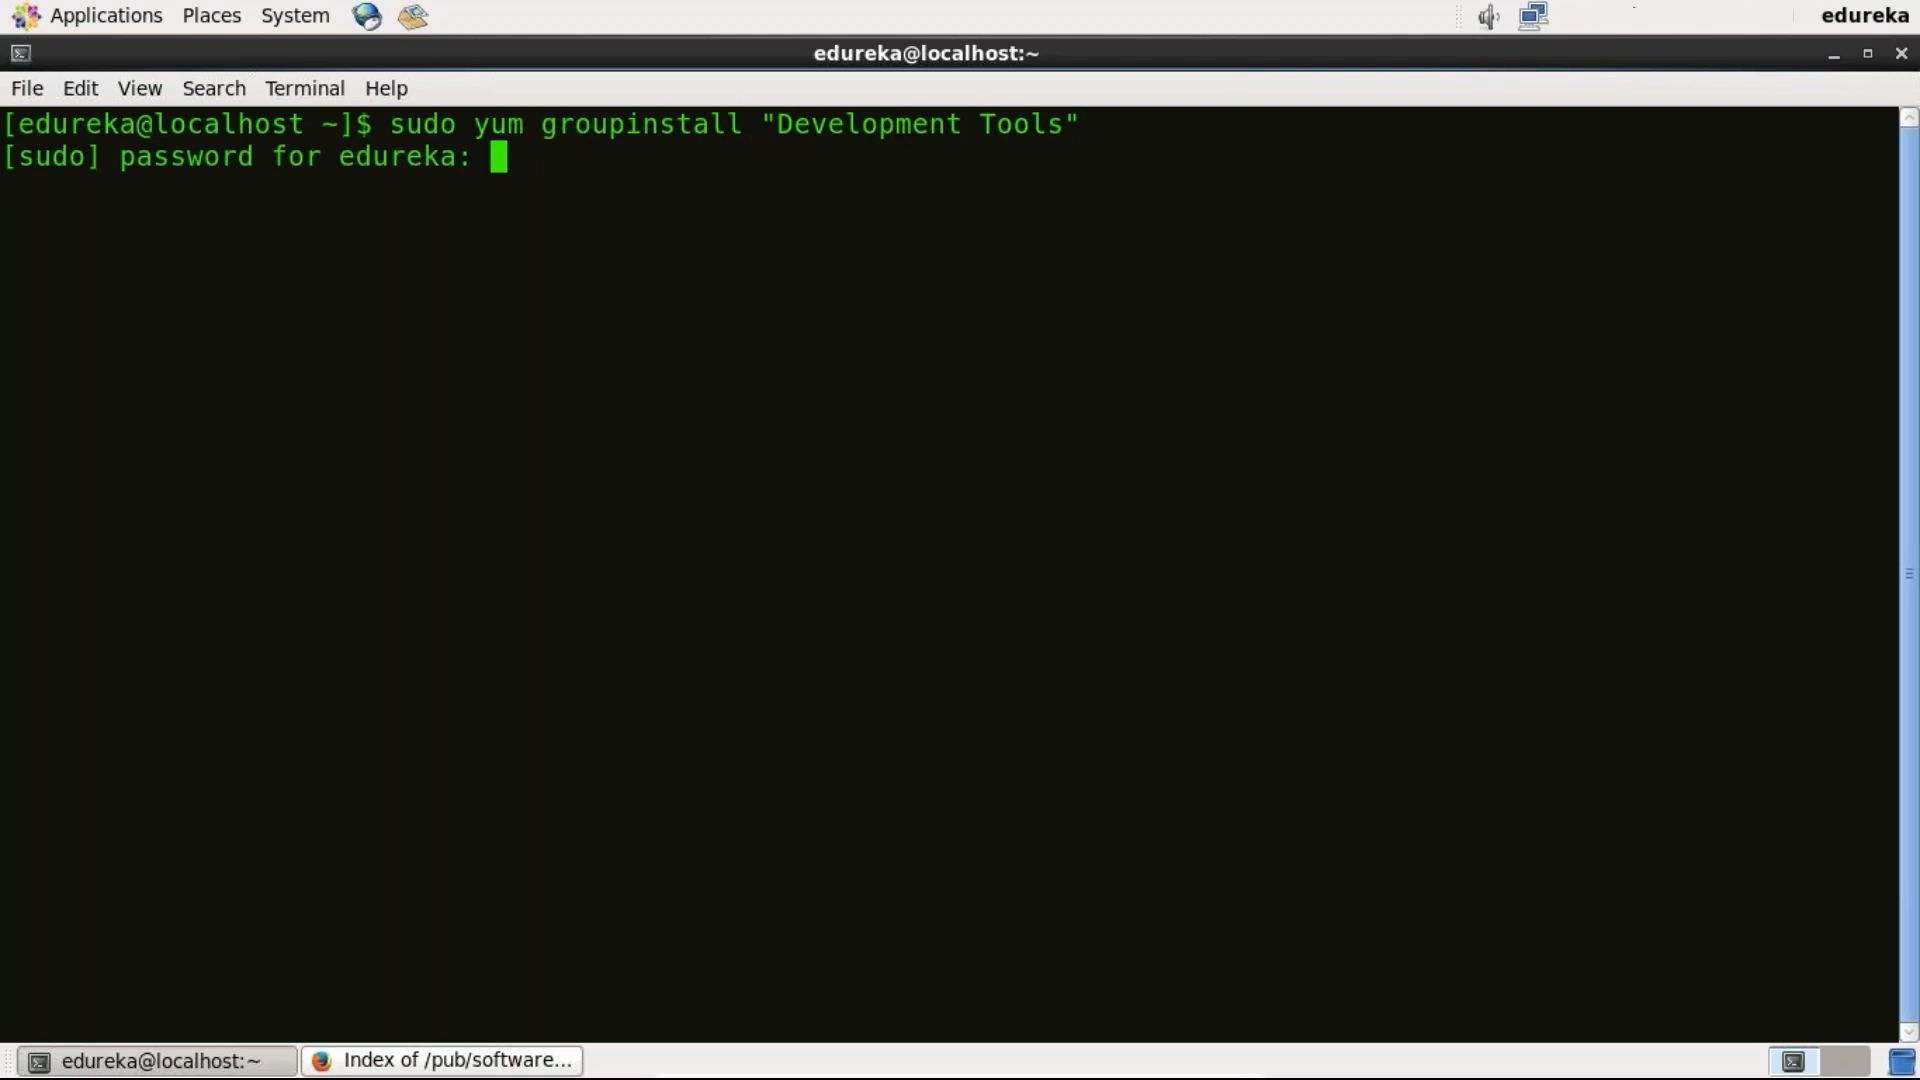 Applications Places System edureka
edureka@localhost:~
File Edit View Search Terminal Help
[edureka@localhost ~]$ sudo yum groupinstall "Development Tools"
[sudo] password for edureka:
edureka@localhost:~ Index of /pub/software...